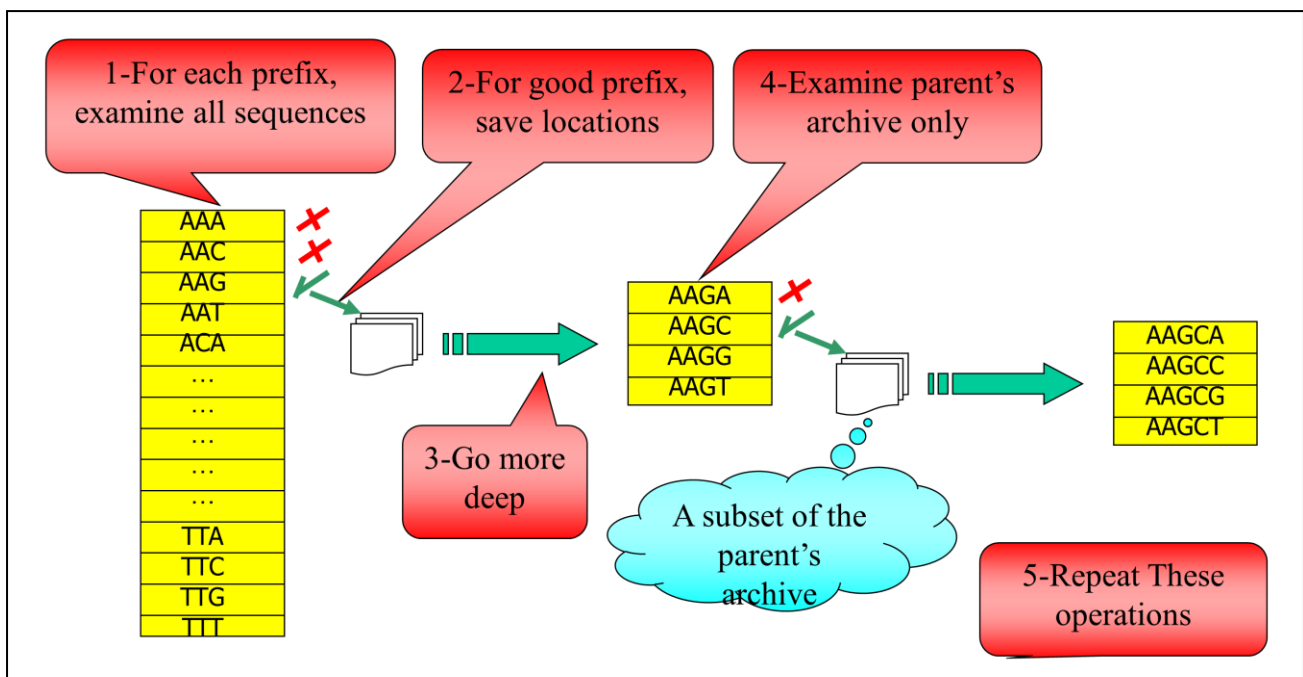 1-For each prefix,
examine all sequences
2-For good prefix,
save locations
4-Examine parent’s
archive only
AAA
AAC
AAG
AAT
ACA
...
...
...
...
...
TTA
TTC
TTG
TTT
AAGA
AAGC
AAGG
AAGT
3-Go more
deep
A subset of the
parent’s
archive
AAGCA
AAGCC
AAGCG
AAGCT
5-Repeat These
operations